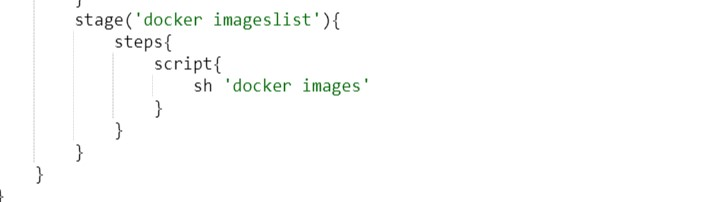 }
stage('docker imageslist'){
steps{
script{
sh 'docker images'
}
}
}
}
}